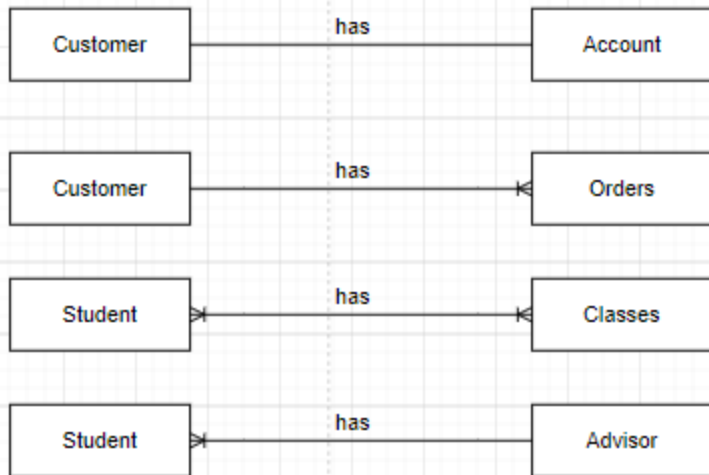 has
Customer
Account
has
Customer
Orders
has
Student
Classes
has
Student
Advisor